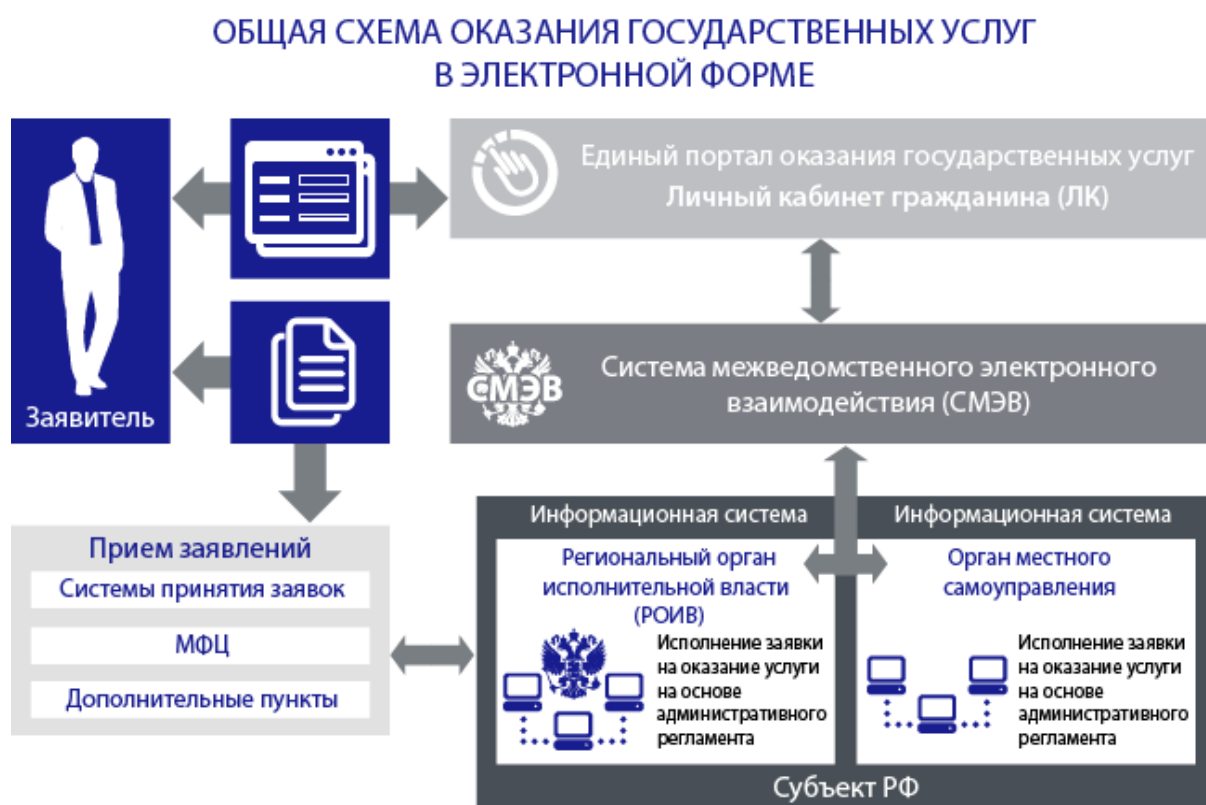 ОБЩАЯ СХЕМА ОКАЗАНИЯ ГОСУДАРСТВЕННЫХ УСЛУГ
В ЭЛЕКТРОННОЙ ФОРМЕ
Заявитель
Единый портал оказания государственных услуг
Личный кабинет гражданина (ЛК)
СМЭВ
Система межведомственного электронного
взаимодействия (СМЭВ)
Прием заявлений
Системы принятия заявок
МФЦ
Дополнительные пункты
Информационная система
Региональный орган
исполнительной власти
(РОИВ)
Исполнение заявки
на оказание услуги
на основе
административного
регламента
Информационная система
Орган местного
самоуправления
Исполнение заявки
на оказание услуги
на основе
административного
регламента
Субъект РФ